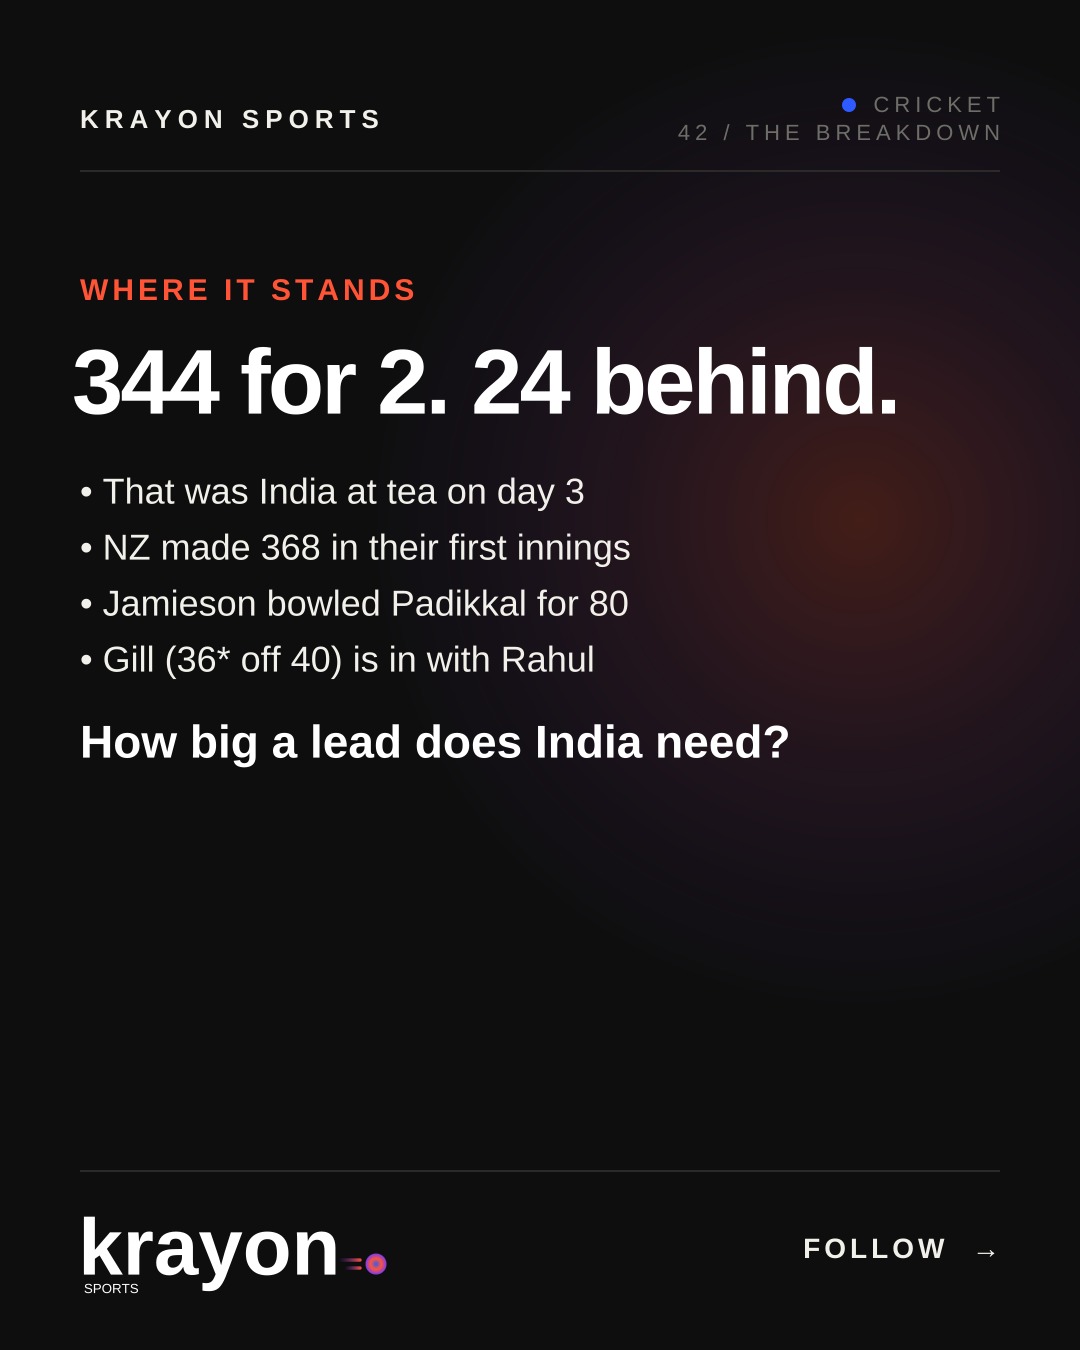 KRAYON SPORTS
CRICKET
42 / THE BREAKDOWN
WHERE IT STANDS
344 for 2. 24 behind.
• That was India at tea on day 3
• NZ made 368 in their first innings
• Jamieson bowled Padikkal for 80
• Gill (36* off 40) is in with Rahul
How big a lead does India need?
krayon
SPORTS
FOLLOW →